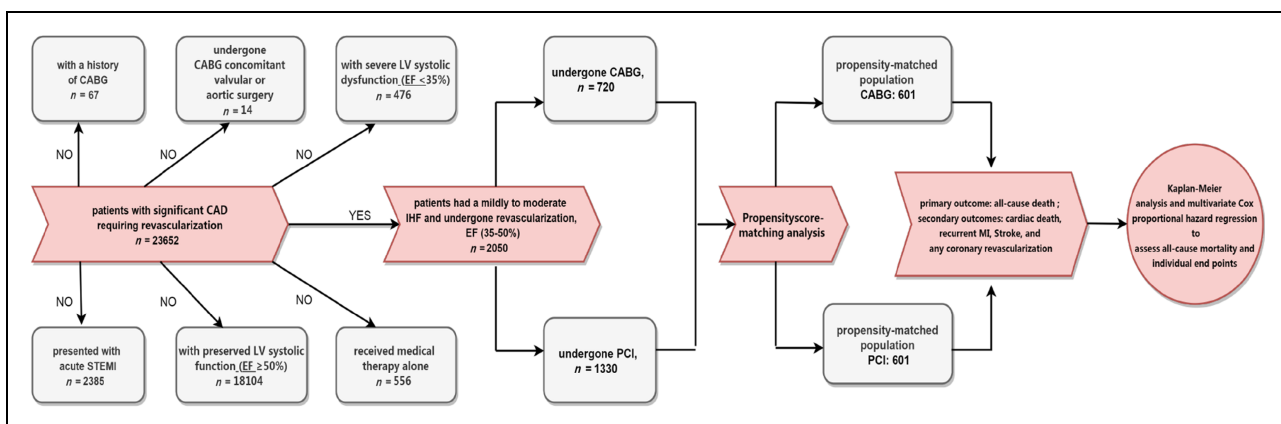 with a history
of CABG
n = 67
undergone
CABG concomitant
valvular or
aortic surgery
n = 14
with severe LV systolic
dysfunction (EF <35%)
n = 476
NO
NO
NO
patients with significant CAD
requiring revascularization
n = 23652
YES
NO
NO
NO
presented with
acute STEMI
n = 2385
with preserved LV systolic
function (EF ≥50%)
n = 18104
received medical
therapy alone
n = 556
patients had a mildly to moderate
IHF and undergone revascularization,
EF (35-50%)
n = 2050
undergone CABG,
n = 720
undergone PCI,
n = 1330
Propensityscore-
matching analysis
propensity-matched
population
CABG: 601
propensity-matched
population
PCI: 601
primary outcome: all-cause death ;
secondary outcomes: cardiac death,
recurrent MI, Stroke, and
any coronary revascularization
Kaplan-Meier
analysis and multivariate Cox
proportional hazard regression
to
assess all-cause mortality and
individual end points